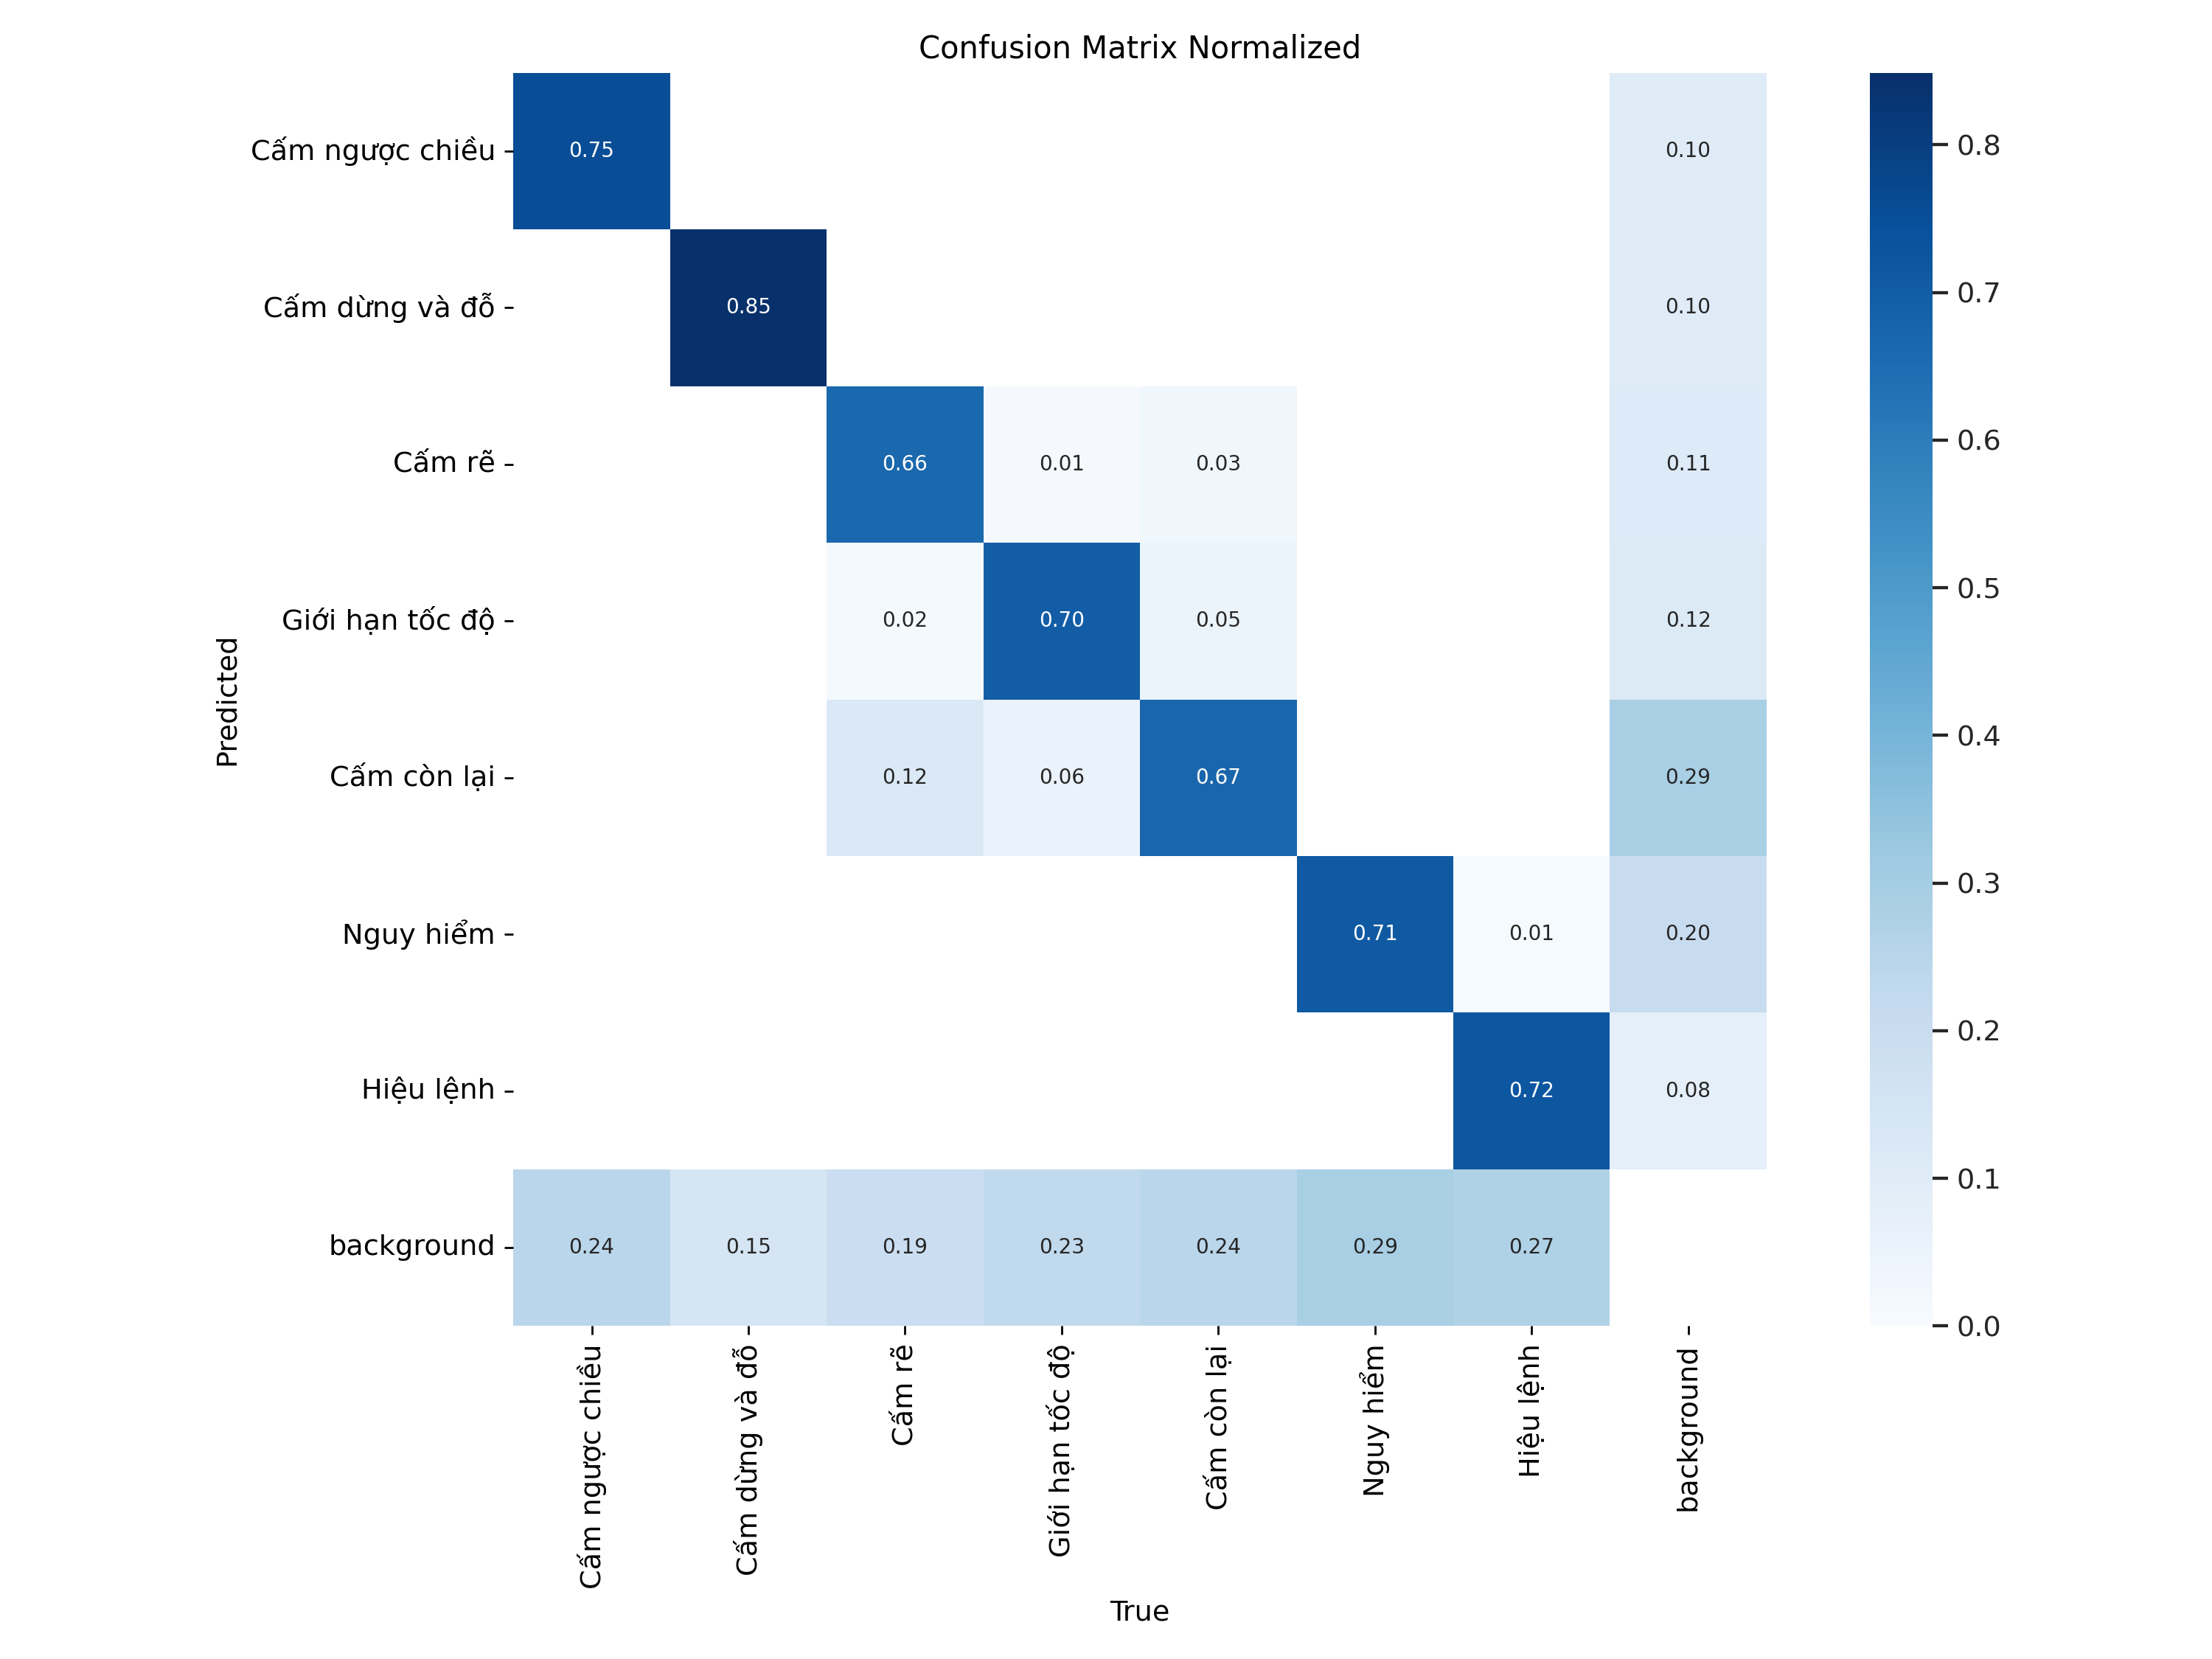 Confusion Matrix Normalized
Cấm ngược chiều
0.75
0.10
Cấm dừng và đỗ
0.85
0.10
Cấm rẽ
0.66
0.01
0.03
0.11
Giới hạn tốc độ
0.02
0.70
0.05
0.12
Cấm còn lại
0.12
0.06
0.67
0.29
Nguy hiểm
0.71
0.01
0.20
Hiệu lệnh
0.72
0.08
background
0.24
0.15
0.19
0.23
0.24
0.29
0.27
Predicted
Cấm ngược chiều
Cấm dừng và đỗ
Cấm rẽ
Giới hạn tốc độ
Cấm còn lại
Nguy hiểm
Hiệu lệnh
background
True
0.8
0.7
0.6
0.5
0.4
0.3
0.2
0.1
0.0